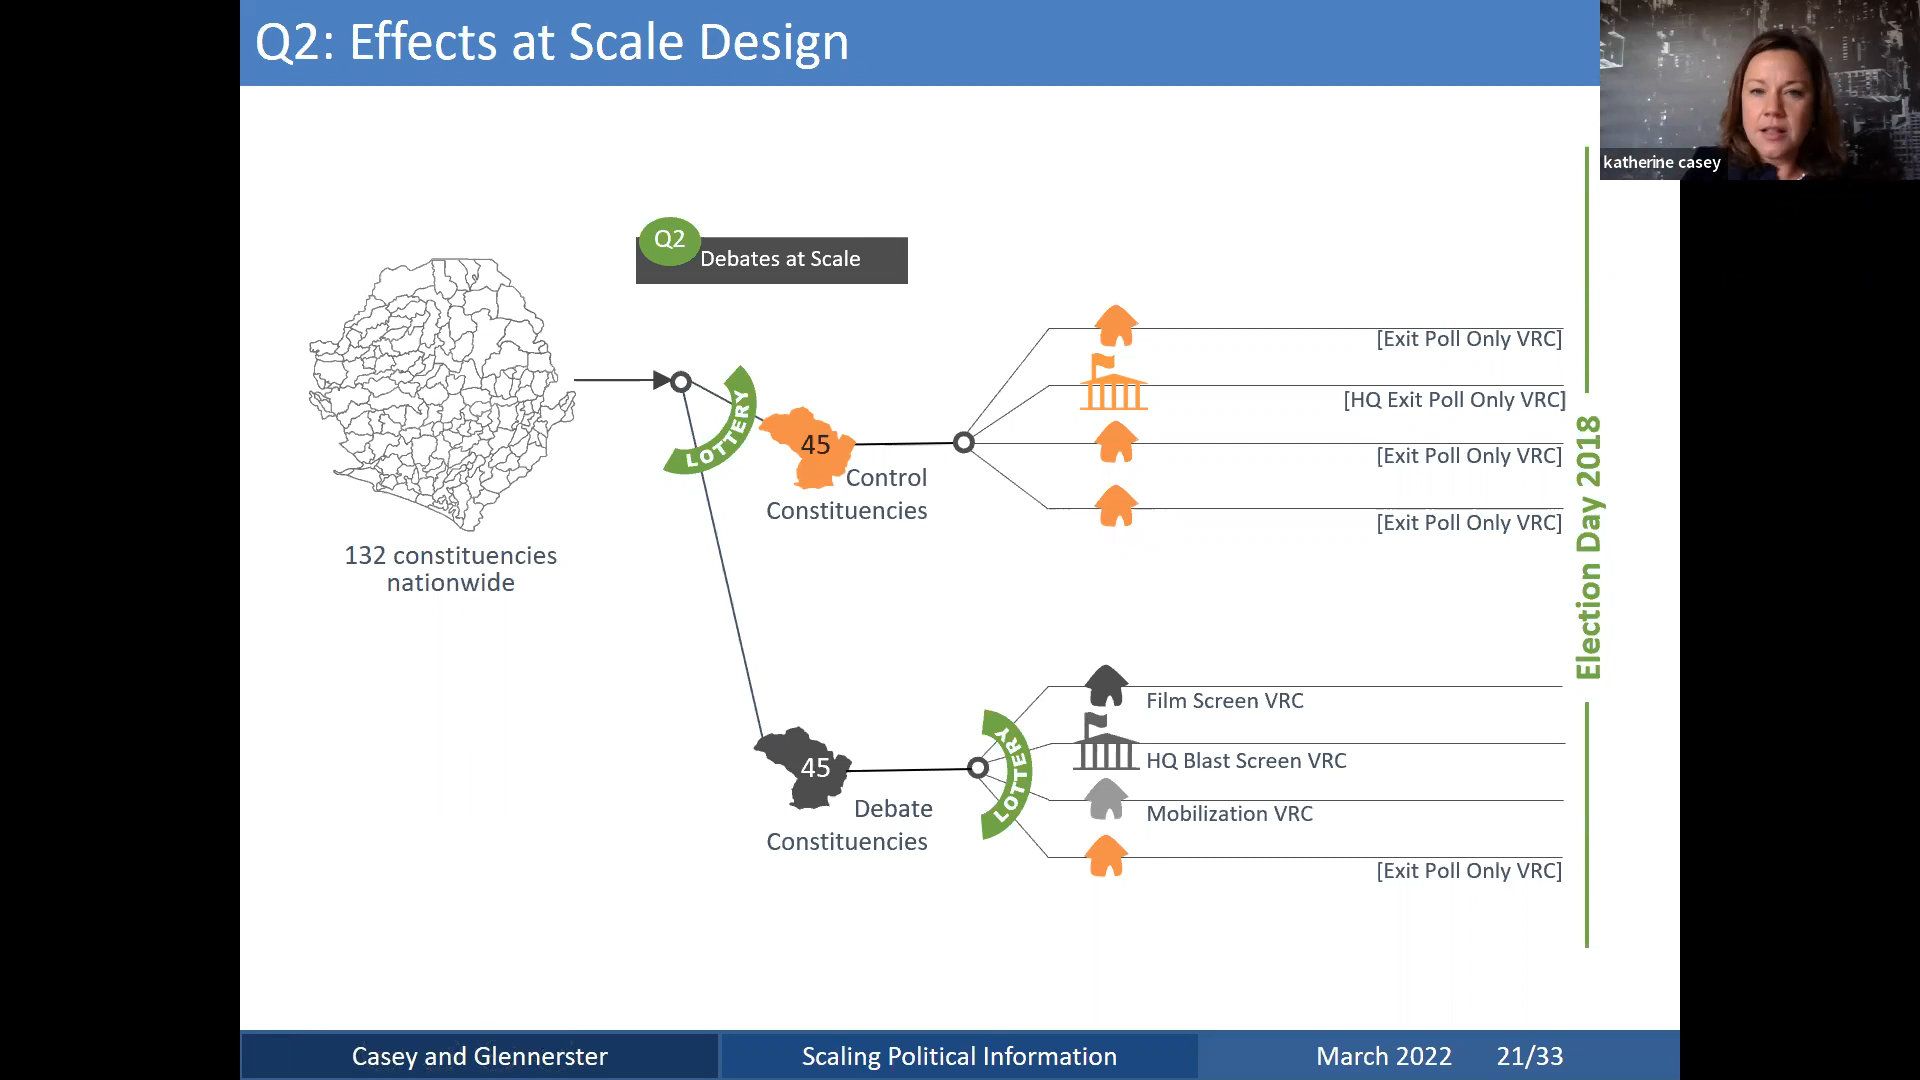 Q2: Effects at Scale Design
katherine casey
Q2
Debates at Scale
LOTTERY
45
Control
Constituencies
[Exit Poll Only VRC]
[HQ Exit Poll Only VRC]
[Exit Poll Only VRC]
[Exit Poll Only VRC]
132 constituencies
nationwide
Election Day 2018
45
Debate
Constituencies
LOTTERY
Film Screen VRC
HQ Blast Screen VRC
Mobilization VRC
[Exit Poll Only VRC]
Casey and Glennerster
Scaling Political Information
March 2022
21/33